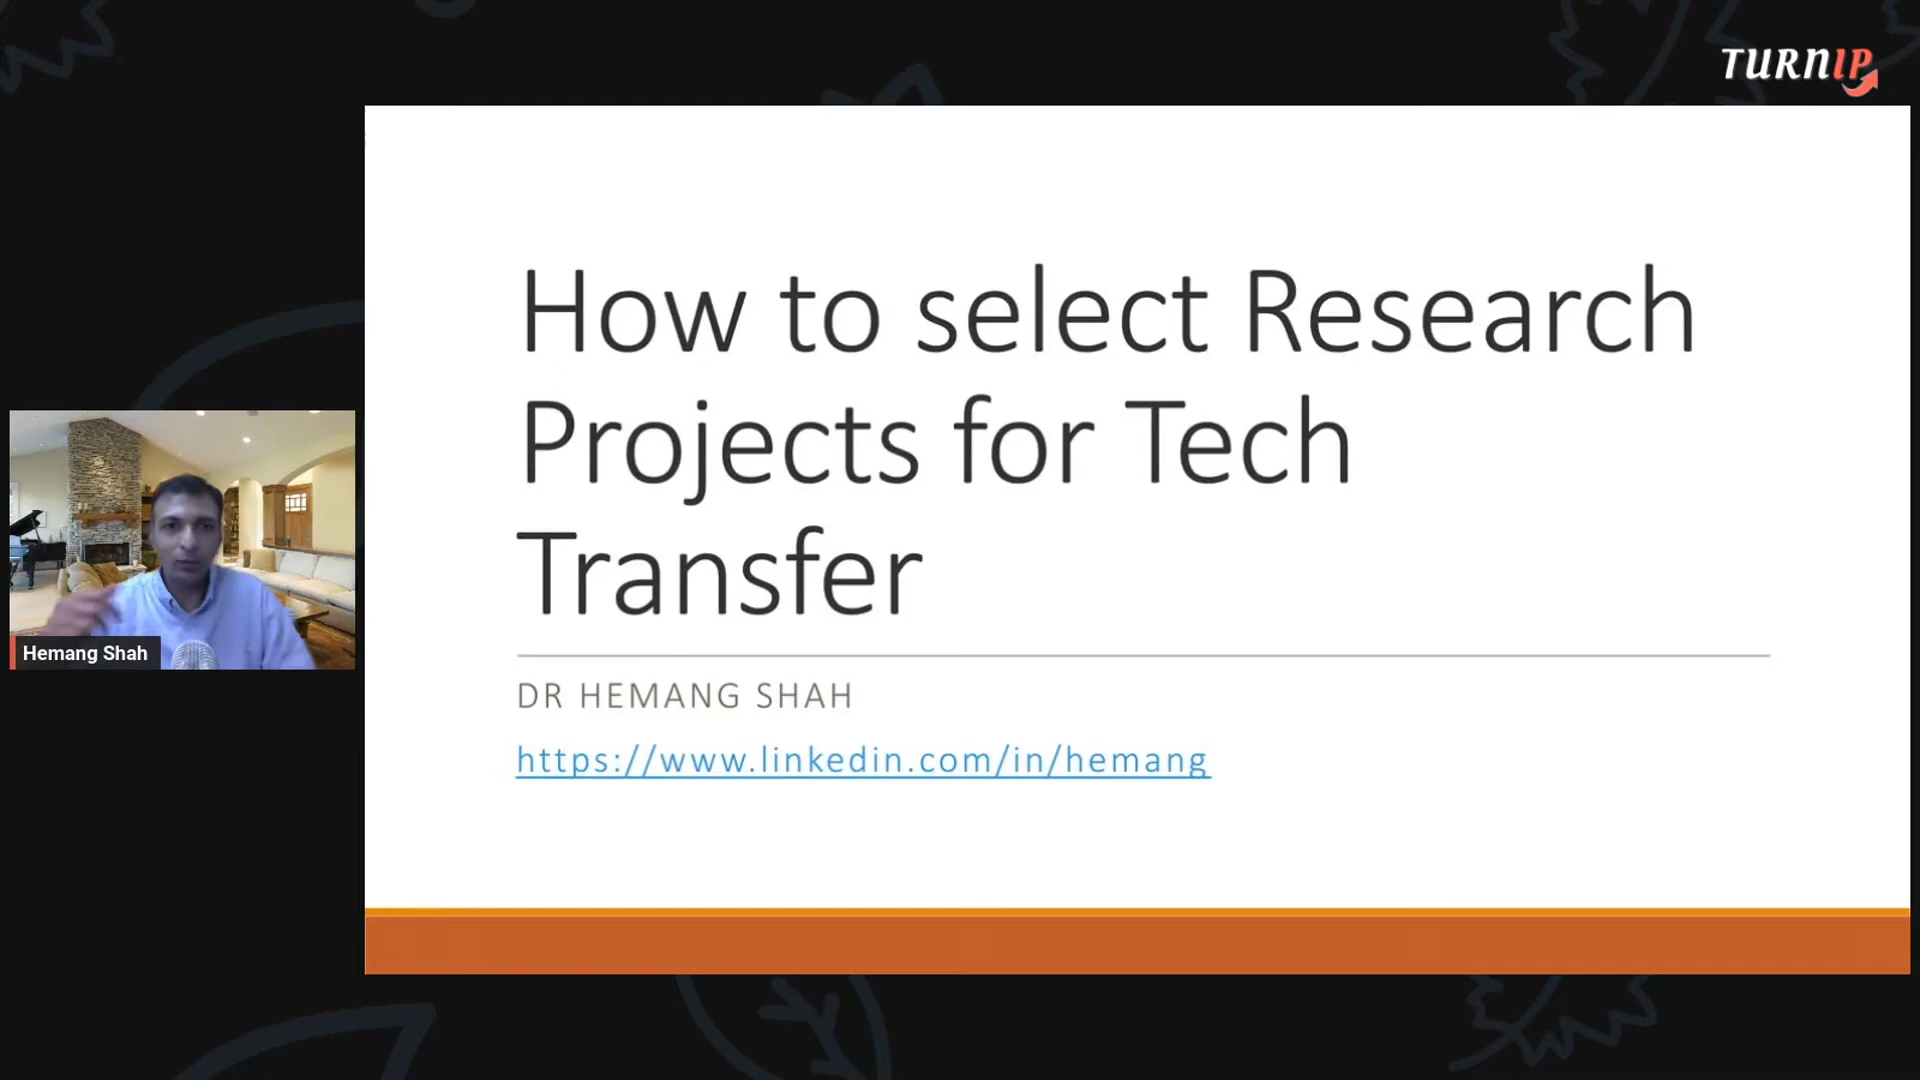 TURNIP
How to select Research
Projects for Tech
Transfer
DR HEMANG SHAH
https://www.linkedin.com/in/hemang
Hemang Shah